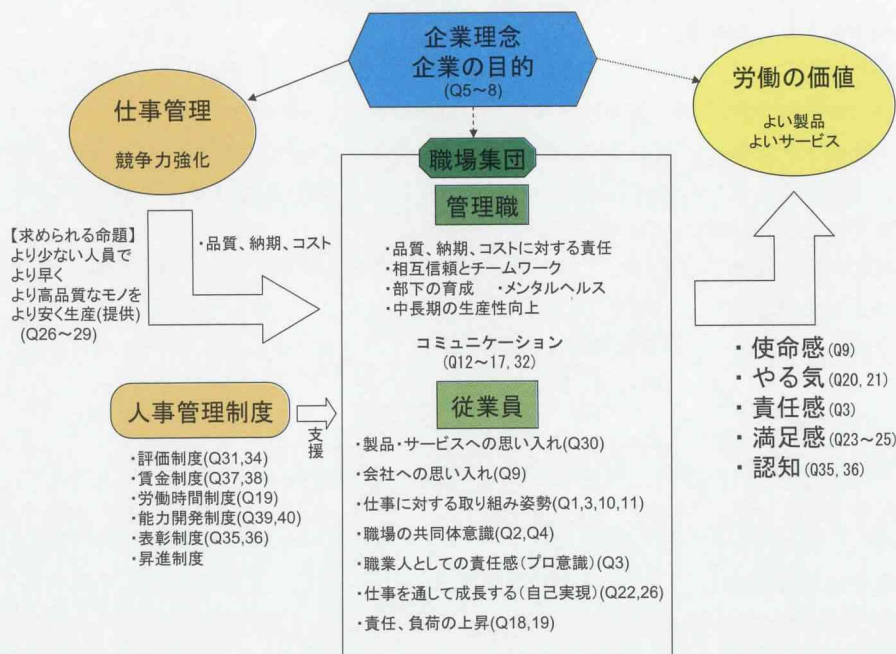 企業理念
企業の目的
(Q5～8)
仕事管理
競争力強化
労働の価値
よい製品
よいサービス
職場集団
管理職
・品質、納期、コストに対する責任
・相互信頼とチームワーク
・部下の育成　・メンタルヘルス
・中長期の生産性向上
コミュニケーション
(Q12～17, 32)
従業員
・製品・サービスへの思い入れ(Q30)
・会社への思い入れ(Q9)
・仕事に対する取り組み姿勢(Q1,3,10,11)
・職場の共同体意識(Q2,Q4)
・職業人としての責任感(プロ意識)(Q3)
・仕事を通して成長する(自己実現)(Q22,26)
・責任、負荷の上昇(Q18,19)
【求められる命題】
より少ない人員で
より早く
より高品質なモノを
より安く生産(提供)
(Q26～29)
・品質、納期、コスト
人事管理制度
支援
・評価制度(Q31,34)
・賃金制度(Q37,38)
・労働時間制度(Q19)
・能力開発制度(Q39,40)
・表彰制度(Q35,36)
・昇進制度
・使命感(Q9)
・やる気(Q20, 21)
・責任感(Q3)
・満足感(Q23～25)
・認知(Q35, 36)